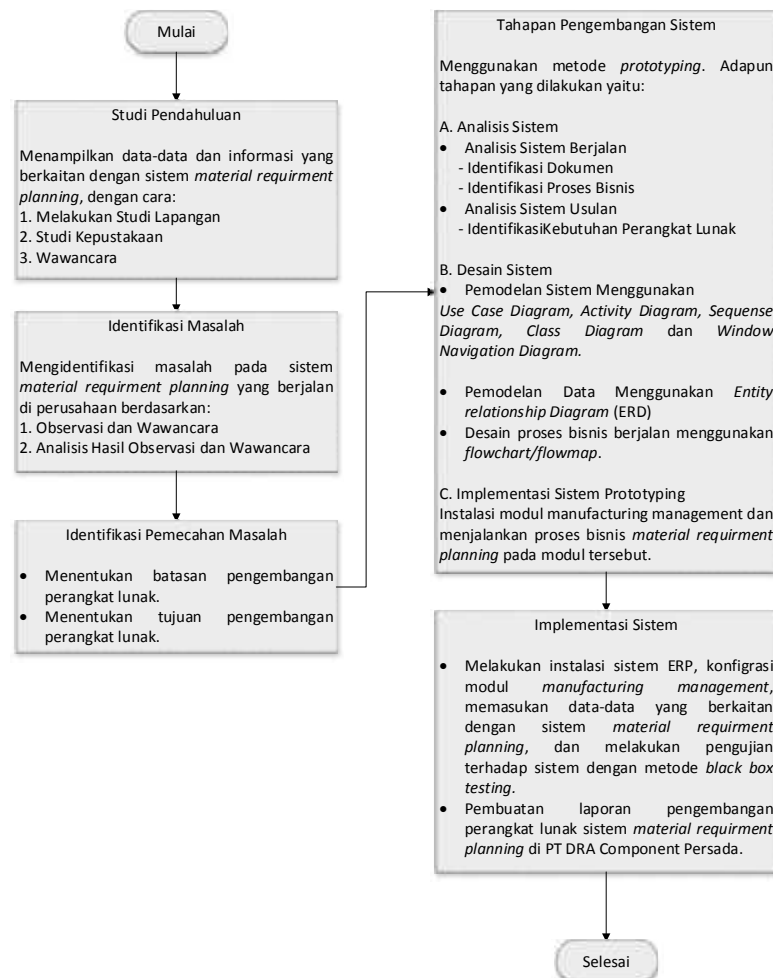 Mulai
Studi Pendahuluan
Menampilkan data-data dan informasi yang
berkaitan dengan sistem material requirment
planning, dengan cara:
1. Melakukan Studi Lapangan
2. Studi Kepustakaan
3. Wawancara
Identifikasi Masalah
Mengidentifikasi masalah pada sistem
material requirment planning yang berjalan
di perusahaan berdasarkan:
1. Observasi dan Wawancara
2. Analisis Hasil Observasi dan Wawancara
Identifikasi Pemecahan Masalah
• Menentukan batasan pengembangan
perangkat lunak.
• Menentukan tujuan pengembangan
perangkat lunak.
Tahapan Pengembangan Sistem
Menggunakan metode prototyping. Adapun
tahapan yang dilakukan yaitu:
A. Analisis Sistem
• Analisis Sistem Berjalan
- Identifikasi Dokumen
- Identifikasi Proses Bisnis
• Analisis Sistem Usulan
- IdentifikasiKebutuhan Perangkat Lunak
B. Desain Sistem
• Pemodelan Sistem Menggunakan
Use Case Diagram, Activity Diagram, Sequense
Diagram, Class Diagram dan Window
Navigation Diagram.
• Pemodelan Data Menggunakan Entity
relationship Diagram (ERD)
• Desain proses bisnis berjalan menggunakan
flowchart/flowmap.
C. Implementasi Sistem Prototyping
Instalasi modul manufacturing management dan
menjalankan proses bisnis material requirment
planning pada modul tersebut.
Implementasi Sistem
• Melakukan instalasi sistem ERP, konfigrasi
modul manufacturing management,
memasukan data-data yang berkaitan
dengan sistem material requirment
planning, dan melakukan pengujian
terhadap sistem dengan metode black box
testing.
• Pembuatan laporan pengembangan
perangkat lunak sistem material requirment
planning di PT DRA Component Persada.
Selesai